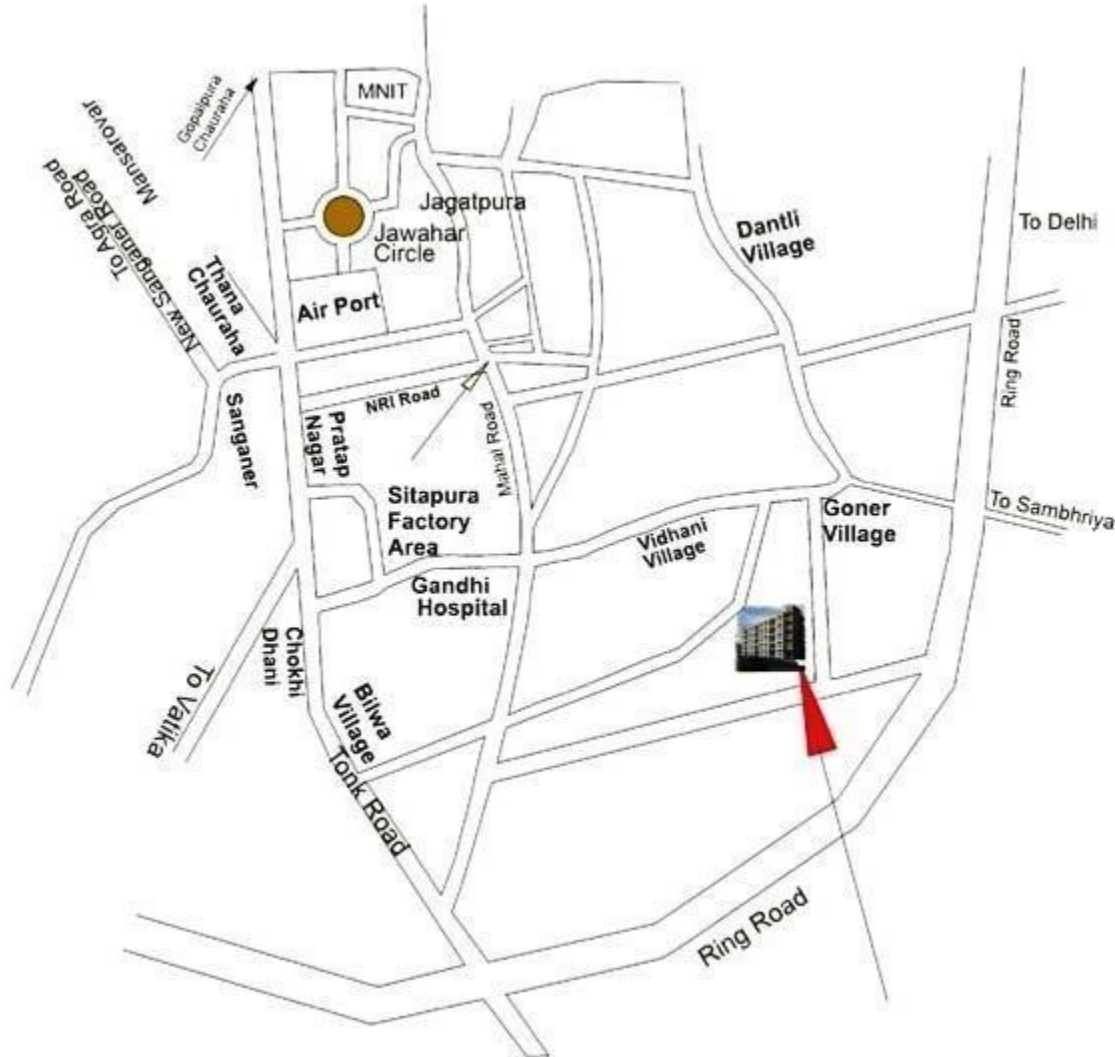 MNIT
Gopalpura
Chauraha
Mansarovar
To Agra Road
New Sanganer Road
Jagatpura
Jawahar
Circle
Dantli
Village
To Delhi
Thana
Chauraha
Air Port
Ring Road
NRI Road
Sanganer
Pratap
Nagar
Mahal Road
Sitapura
Factory
Area
Goner
Village
To Sambhriya
Vidhani
Village
Gandhi
Hospital
Chokhi
Dhani
To Vatika
Bilwa
Village
Tonk Road
Ring Road